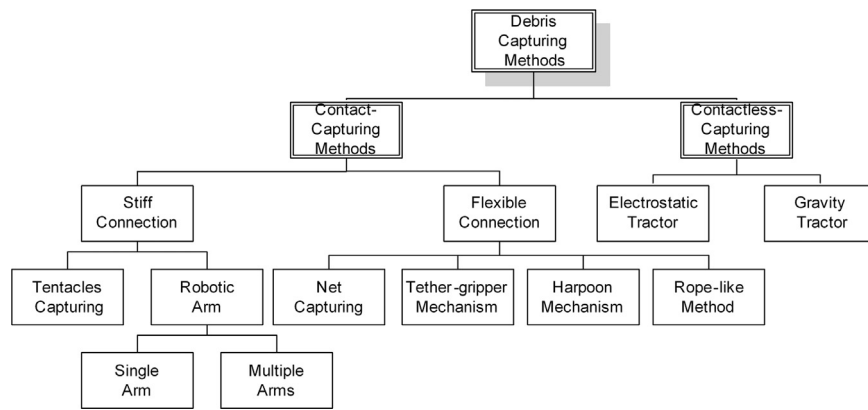 Debris
Capturing
Methods
Contact-
Capturing
Methods
Contactless-
Capturing
Methods
Stiff
Connection
Flexible
Connection
Electrostatic
Tractor
Gravity
Tractor
Tentacles
Capturing
Robotic
Arm
Net
Capturing
Tether-gripper
Mechanism
Harpoon
Mechanism
Rope-like
Method
Single
Arm
Multiple
Arms